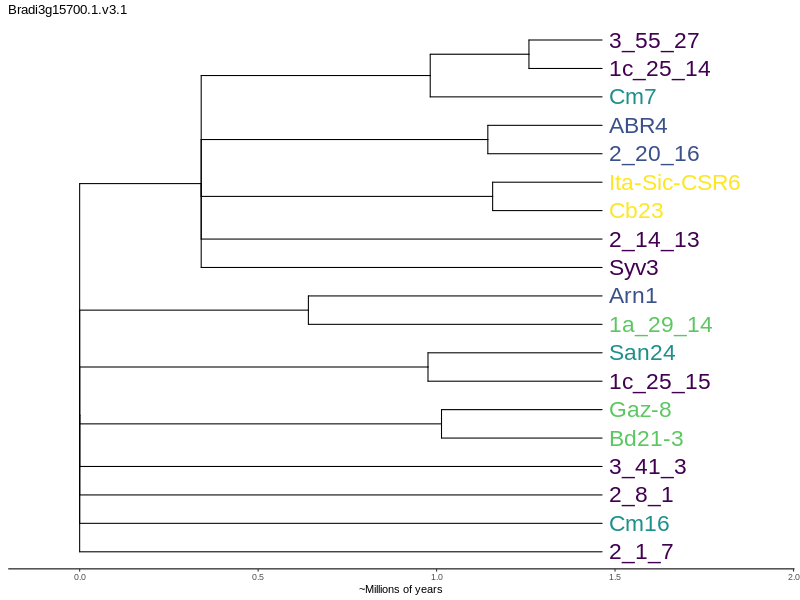 Bradi3g15700.1.v3.1
3_55_27
1c_25_14
Cm7
ABR4
2_20_16
Ita-Sic-CSR6
Cb23
2_14_13
Syv3
Arn1
1a_29_14
San24
1c_25_15
Gaz-8
Bd21-3
3_41_3
2_8_1
Cm16
2_1_7
0.0 0.5 1.0 1.5 2.0
~Millions of years